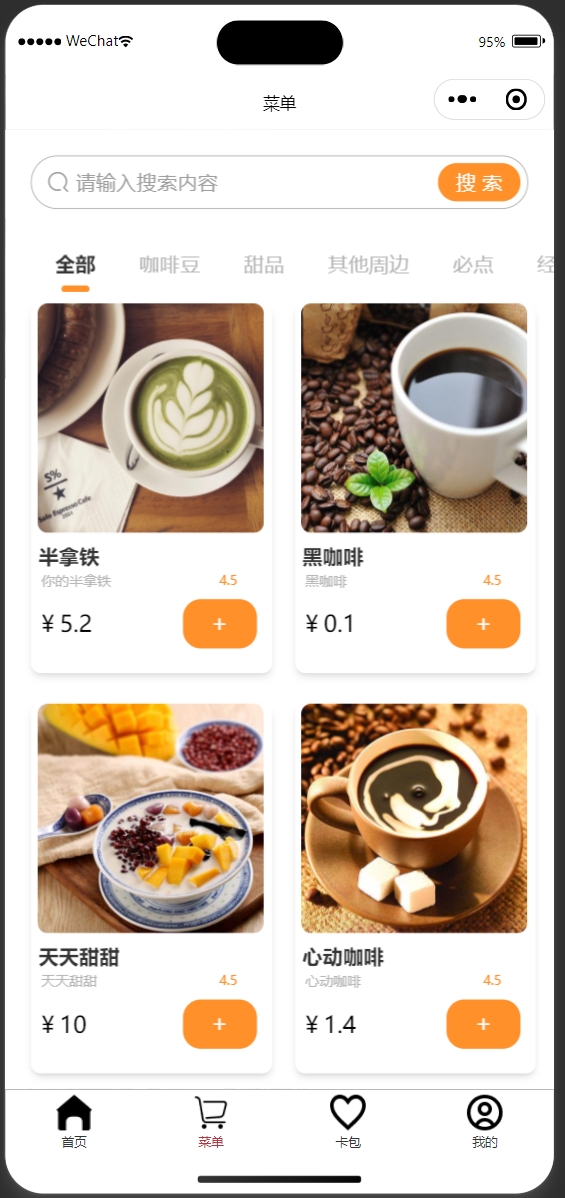 ●●●●● WeChat 95%
菜单
请输入搜索内容 搜 索
全部 咖啡豆 甜品 其他周边 必点
5%
半拿铁 黑咖啡
你的半拿铁 4.5 黑咖啡 4.5
¥ 5.2 + ¥ 0.1 +
天天甜甜 心动咖啡
天天甜甜 4.5 心动咖啡 4.5
¥ 10 + ¥ 1.4 +
首页 菜单 卡包 我的